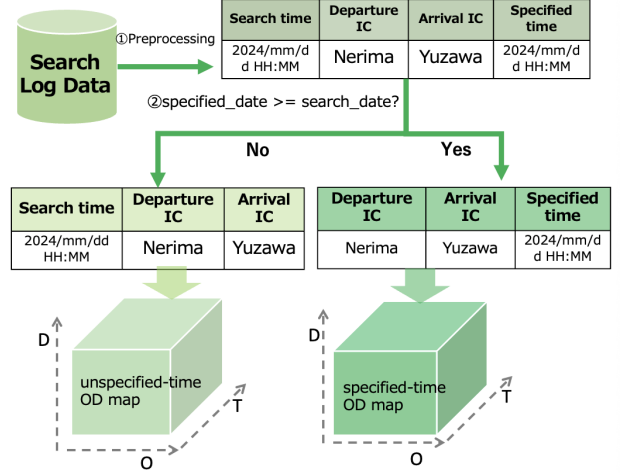 Search
Log Data
①Preprocessing
Search time
Departure
IC
Arrival IC
Specified
time
2024/mm/d
d HH:MM
Nerima
Yuzawa
2024/mm/d
d HH:MM
②specified_date >= search_date?
No
Yes
Search time
Departure
IC
Arrival
IC
2024/mm/dd
HH:MM
Nerima
Yuzawa
Departure
IC
Arrival
IC
Specified
time
Nerima
Yuzawa
2024/mm/d
d HH:MM
D
unspecified-time
OD map
T
O
D
specified-time
OD map
T
O